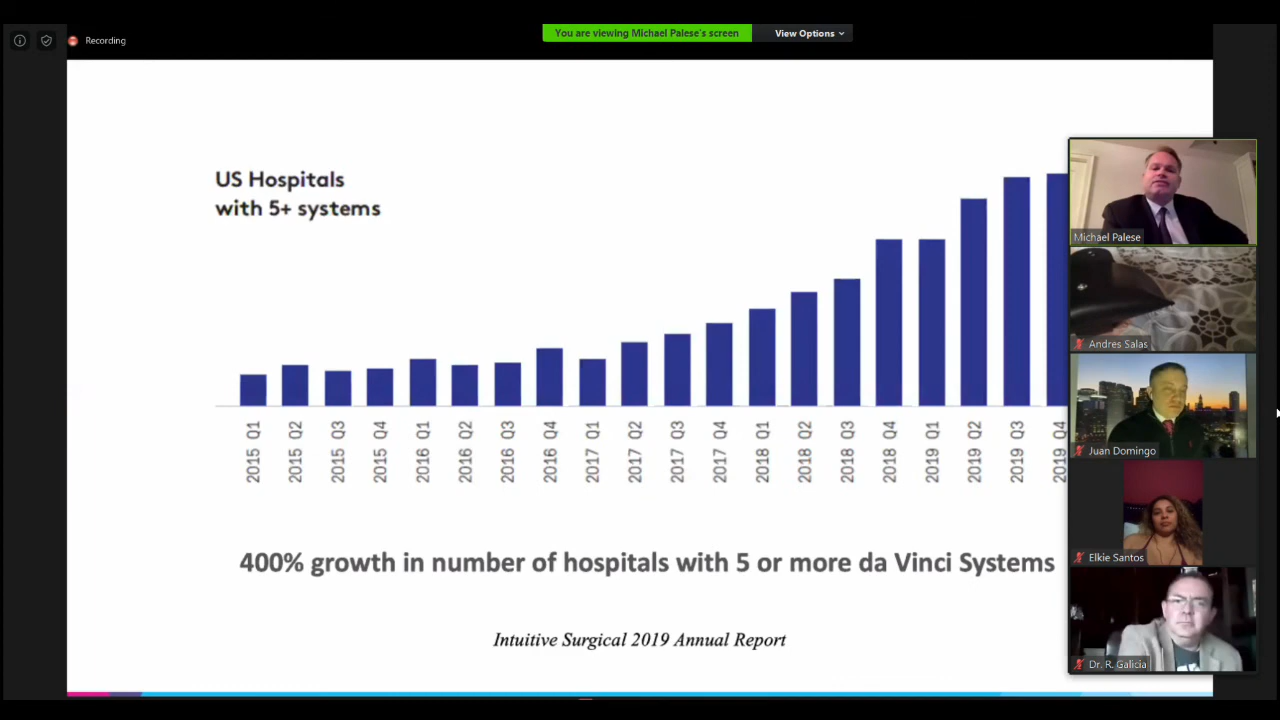 Recording
You are viewing Michael Palese's screen
View Options
US Hospitals
with 5+ systems
2015 Q1
2015 Q2
2015 Q3
2015 Q4
2016 Q1
2016 Q2
2016 Q3
2016 Q4
2017 Q1
2017 Q2
2017 Q3
2017 Q4
2018 Q1
2018 Q2
2018 Q3
2018 Q4
2019 Q1
2019 Q2
2019 Q3
2019 Q4
400% growth in number of hospitals with 5 or more da Vinci Systems
Intuitive Surgical 2019 Annual Report
Michael Palese
Andres Salas
Juan Domingo
Elkie Santos
Dr. R. Galicia